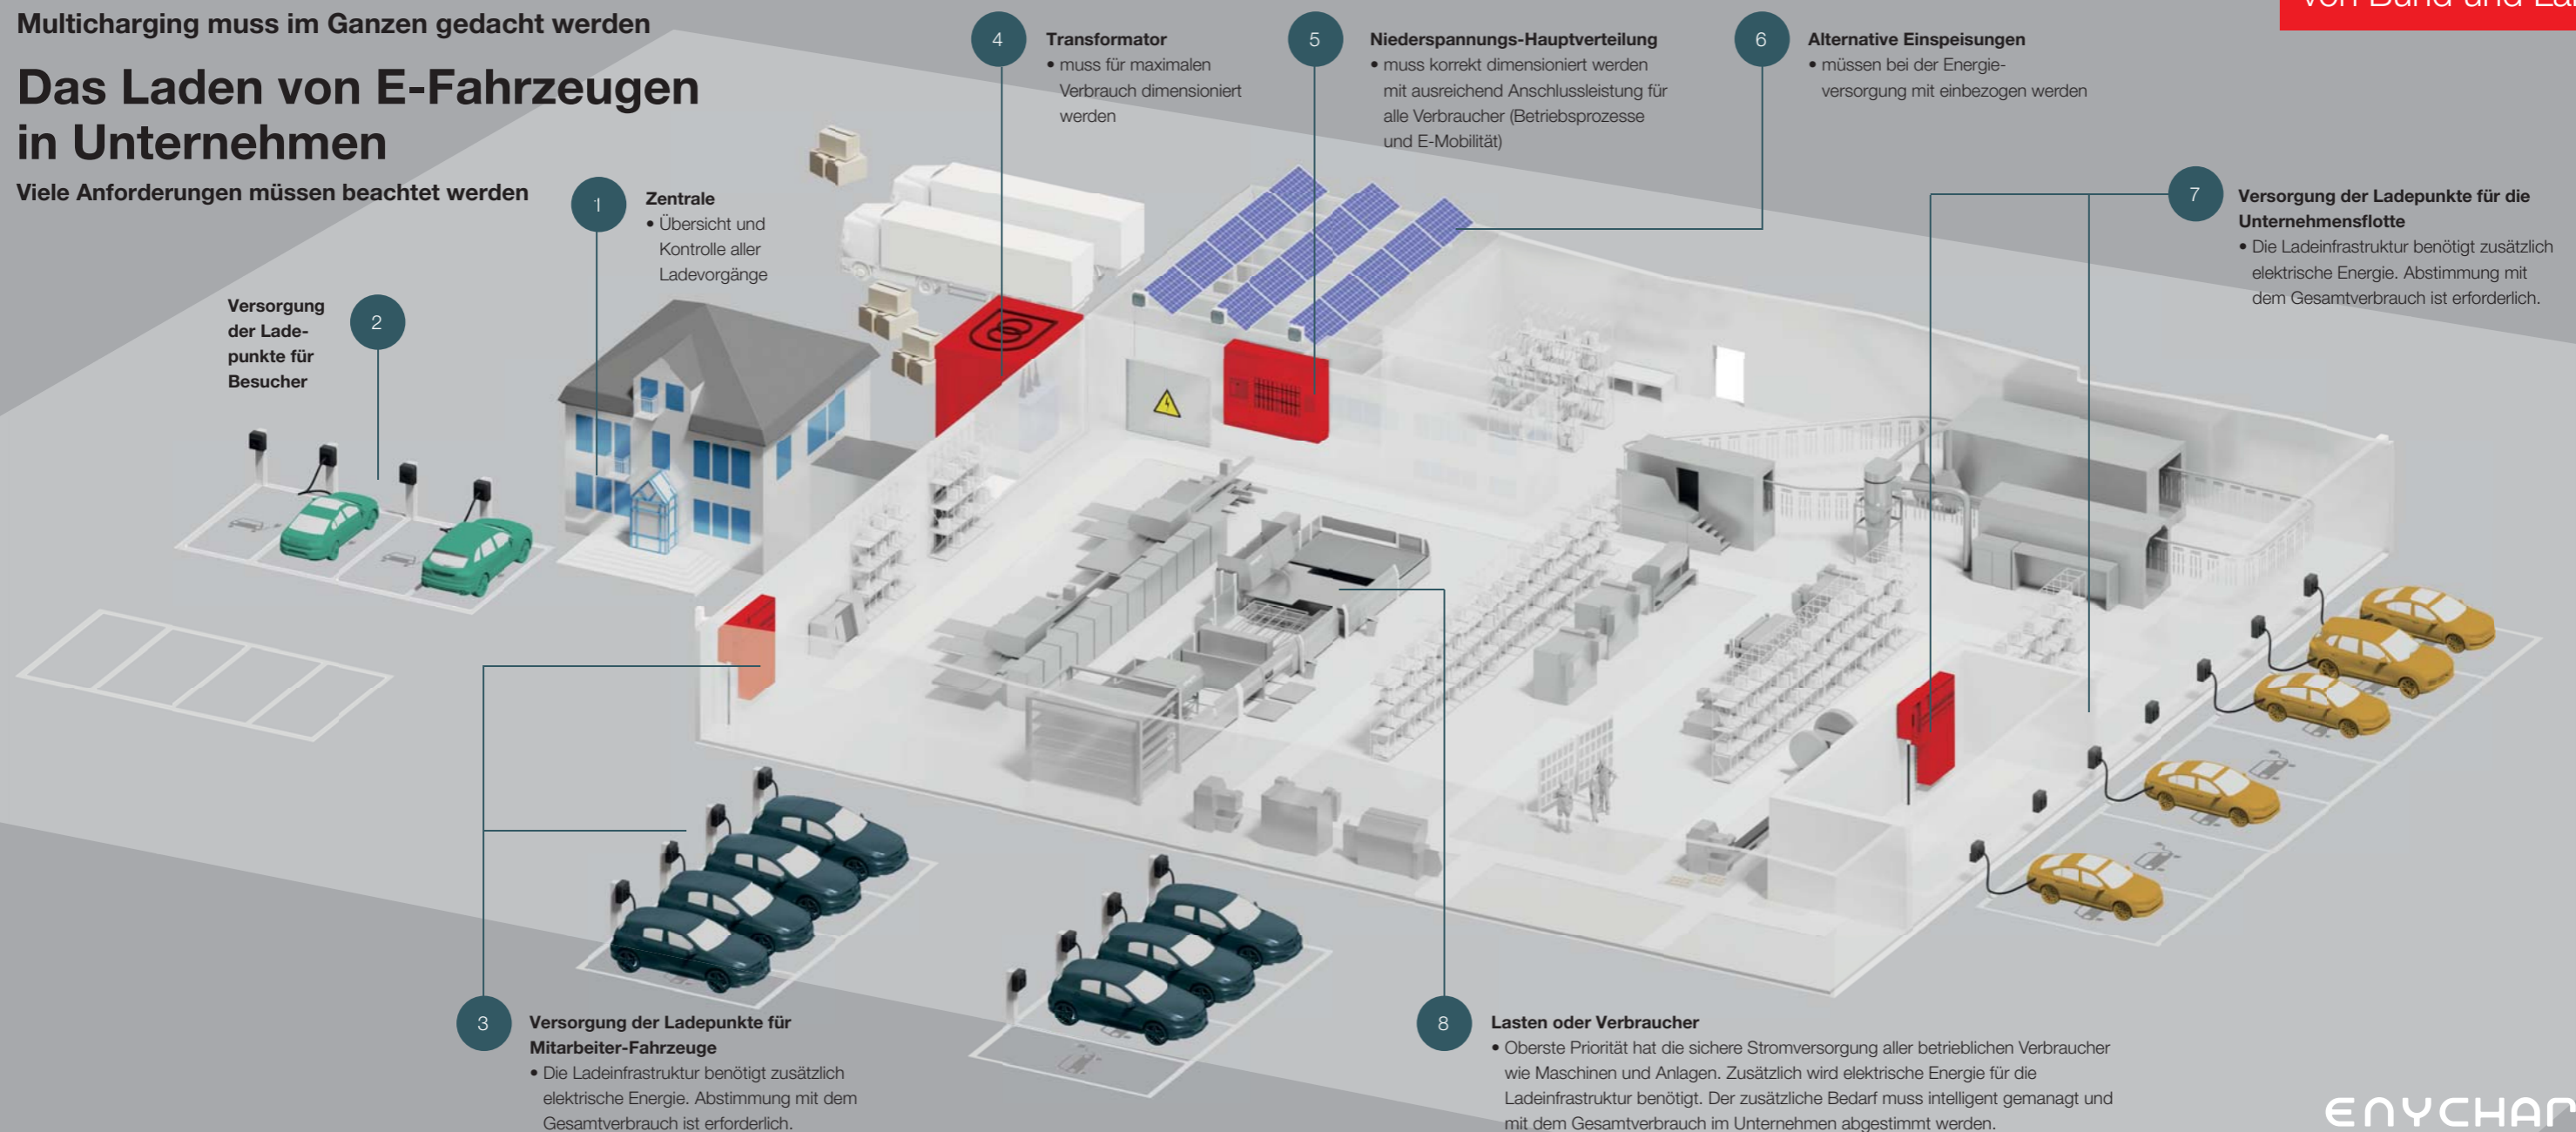 Multicharging muss im Ganzen gedacht werden
Das Laden von E-Fahrzeugen
in Unternehmen
Viele Anforderungen müssen beachtet werden
1
Zentrale
• Übersicht und
Kontrolle aller
Ladevorgänge
2
Versorgung
der Lade-
punkte für
Besucher
3
Versorgung der Ladepunkte für
Mitarbeiter-Fahrzeuge
• Die Ladeinfrastruktur benötigt zusätzlich
elektrische Energie. Abstimmung mit dem
Gesamtverbrauch ist erforderlich.
4
Transformator
• muss für maximalen
Verbrauch dimensioniert
werden
5
Niederspannungs-Hauptverteilung
• muss korrekt dimensioniert werden
mit ausreichend Anschlussleistung für
alle Verbraucher (Betriebsprozesse
und E-Mobilität)
6
Alternative Einspeisungen
• müssen bei der Energie-
versorgung mit einbezogen werden
7
Versorgung der Ladepunkte für die
Unternehmensflotte
• Die Ladeinfrastruktur benötigt zusätzlich
elektrische Energie. Abstimmung mit
dem Gesamtverbrauch ist erforderlich.
8
Lasten oder Verbraucher
• Oberste Priorität hat die sichere Stromversorgung aller betrieblichen Verbraucher
wie Maschinen und Anlagen. Zusätzlich wird elektrische Energie für die
Ladeinfrastruktur benötigt. Der zusätzliche Bedarf muss intelligent gemanagt und
mit dem Gesamtverbrauch im Unternehmen abgestimmt werden.
von Bund und